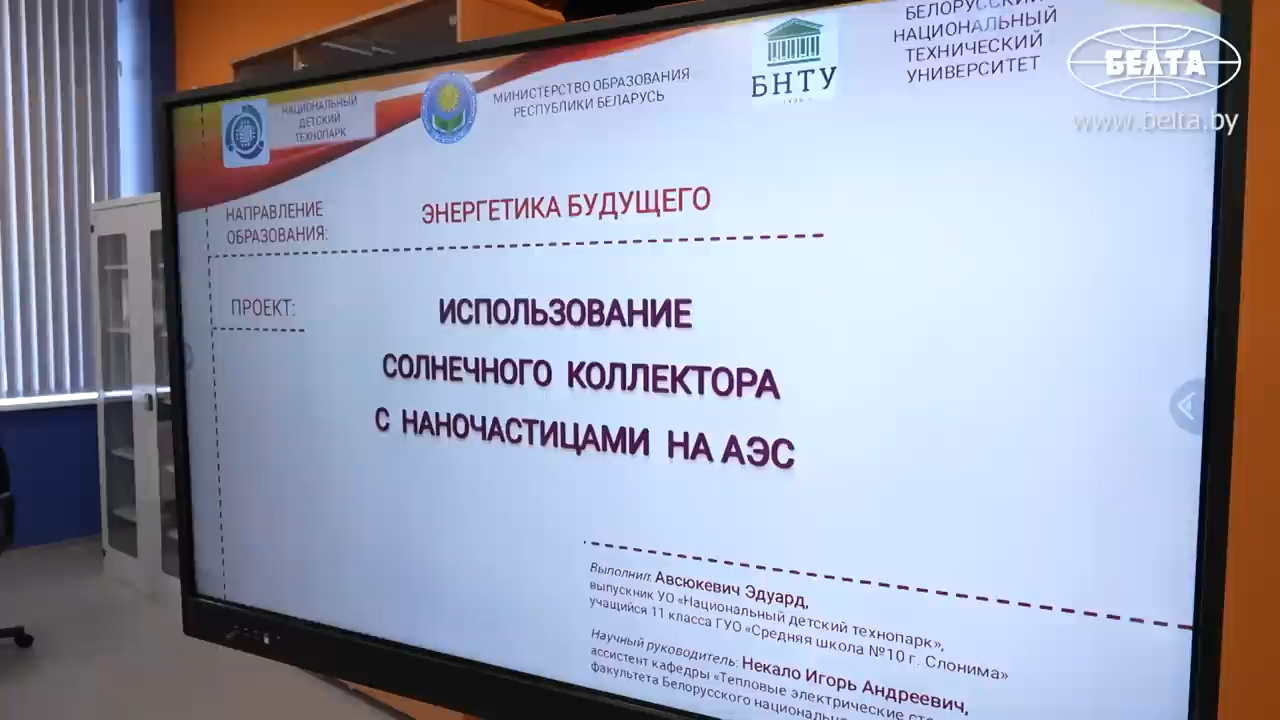 НАЦИОНАЛЬНЫЙ
ДЕТСКИЙ
ТЕХНОПАРК
МИНИСТЕРСТВО ОБРАЗОВАНИЯ
РЕСПУБЛИКИ БЕЛАРУСЬ
БНТУ
БЕЛОРУССКИЙ
НАЦИОНАЛЬНЫЙ
ТЕХНИЧЕСКИЙ
УНИВЕРСИТЕТ
БЕЛТА
www.belta.by
НАПРАВЛЕНИЕ
ОБРАЗОВАНИЯ:
ЭНЕРГЕТИКА БУДУЩЕГО
ПРОЕКТ:
ИСПОЛЬЗОВАНИЕ
СОЛНЕЧНОГО КОЛЛЕКТОРА
С НАНОЧАСТИЦАМИ НА АЭС
Выполнил: Авсюкевич Эдуард,
выпускник УО «Национальный детский технопарк»,
учащийся 11 класса ГУО «Средняя школа №10 г. Слонима»
Научный руководитель: Некало Игорь Андреевич,
ассистент кафедры «Тепловые электрические
факультета Белорусского